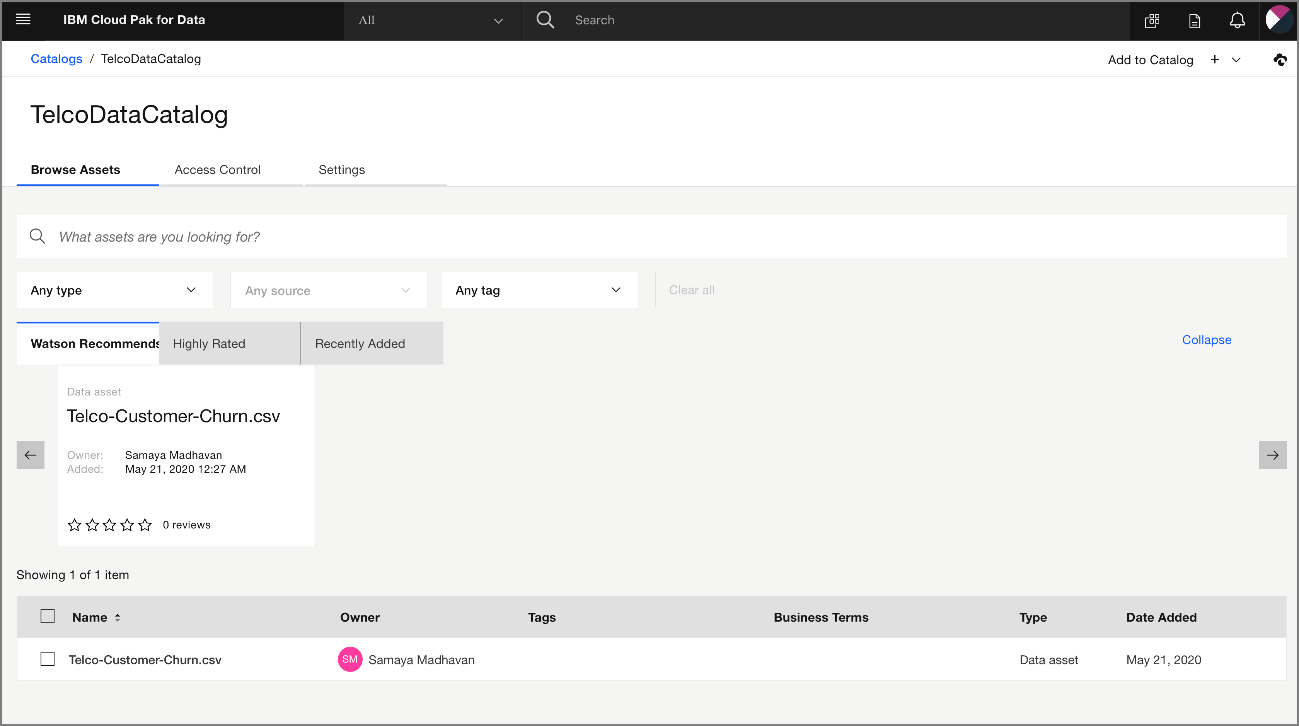 IBM Cloud Pak for Data All Search
Catalogs / TelcoDataCatalog Add to Catalog +
TelcoDataCatalog
Browse Assets Access Control Settings
What assets are you looking for?
Any type Any source Any tag Clear all
Watson Recommends Highly Rated Recently Added Collapse
Data asset
Telco-Customer-Churn.csv
Owner: Samaya Madhavan
Added: May 21, 2020 12:27 AM
0 reviews
Showing 1 of 1 item
Name Owner Tags Business Terms Type Date Added
Telco-Customer-Churn.csv SM Samaya Madhavan Data asset May 21, 2020